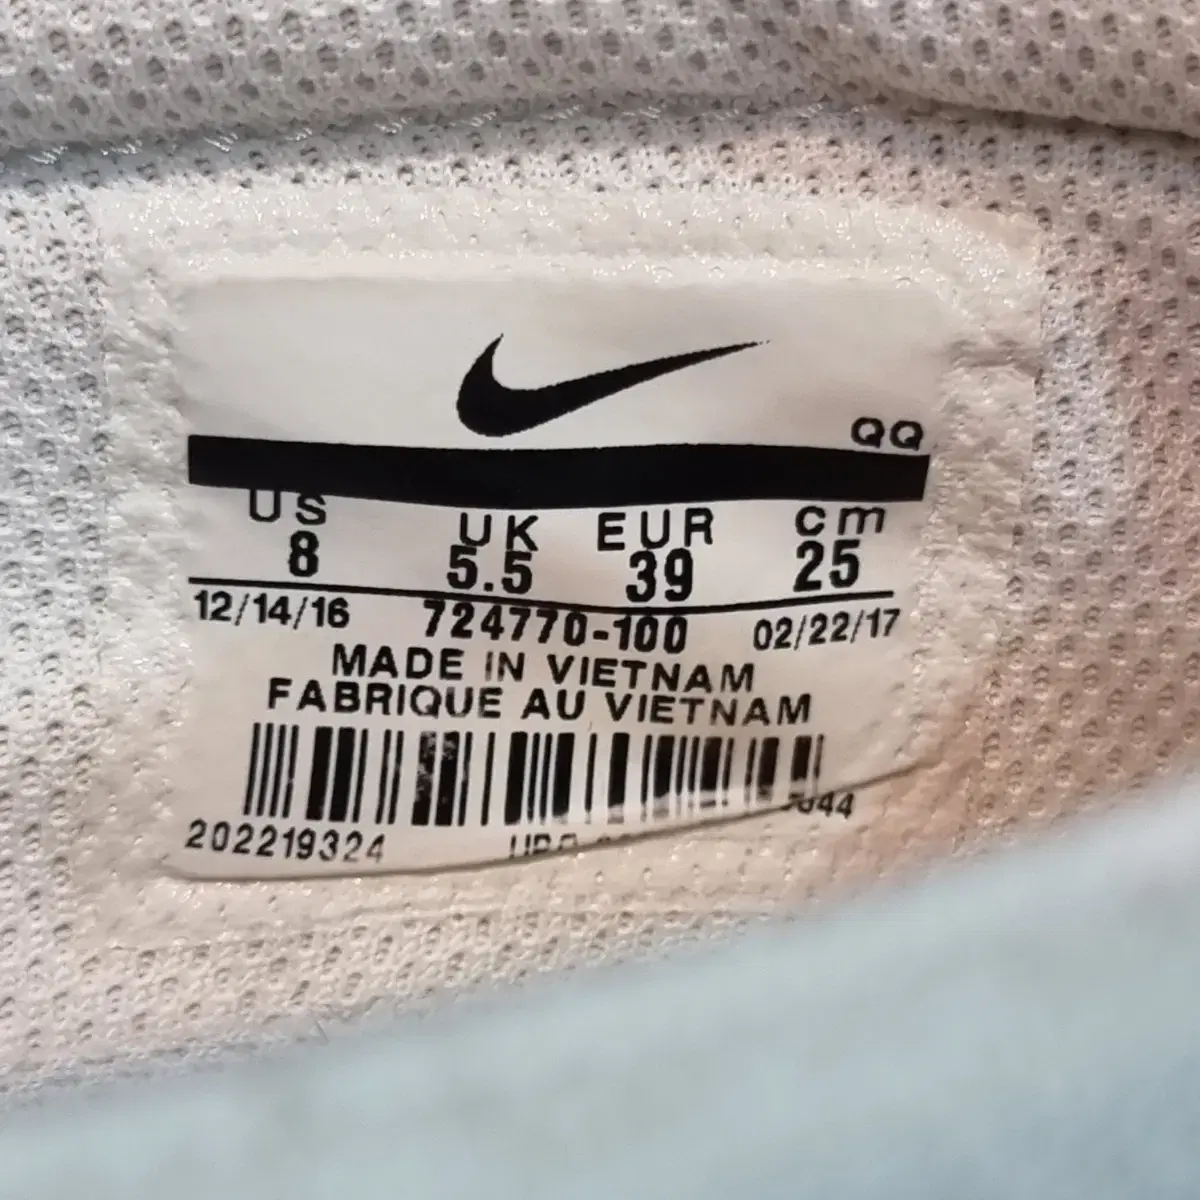 QQ
US UK EUR cm
8 5.5 39 25
12/14/16 724770-100 02/22/17
MADE IN VIETNAM
FABRIQUE AU VIETNAM
202219324